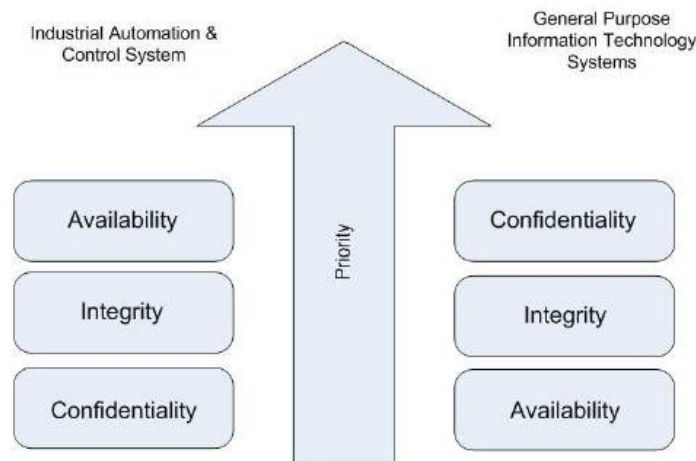 Industrial Automation &
Control System
General Purpose
Information Technology
Systems
Availability
Integrity
Confidentiality
Priority
Confidentiality
Integrity
Availability